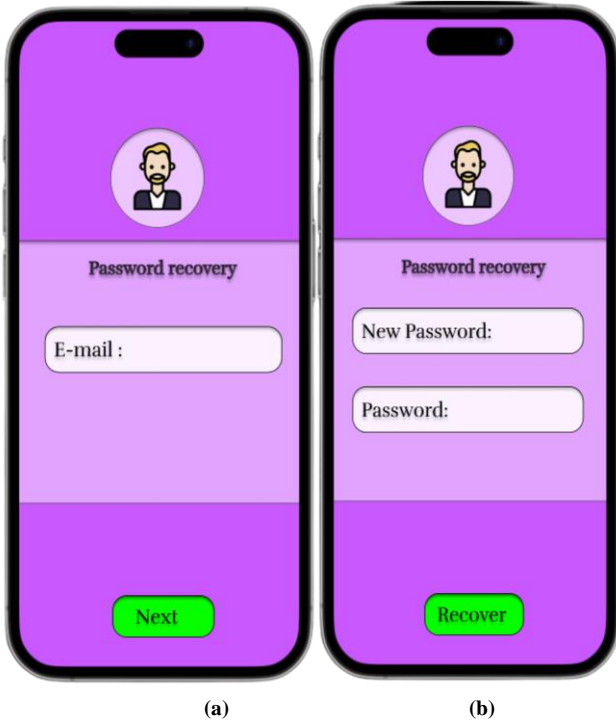 Password recovery
E-mail :
Next
(a)
Password recovery
New Password:
Password:
Recover
(b)